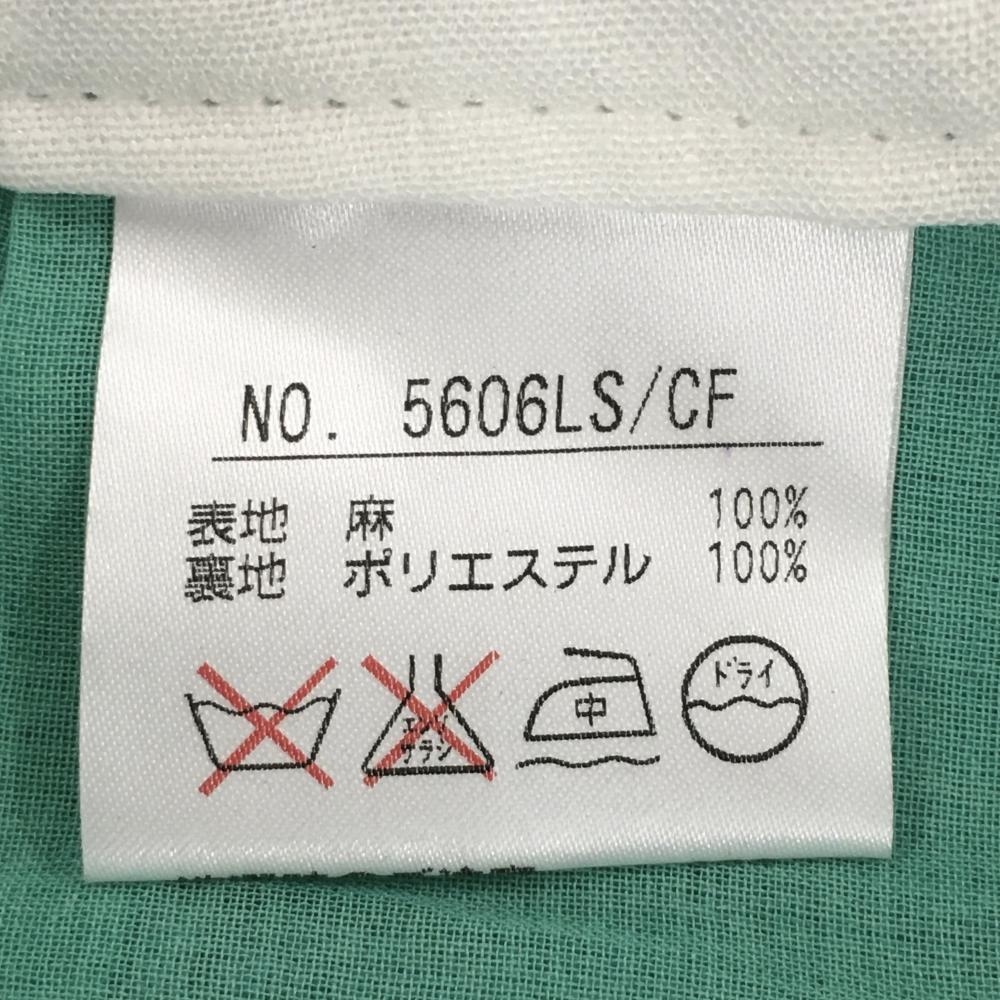 NO. 5606LS/CF
表地 麻 100%
裏地 ポリエステル 100%
エンソサラシ 中 ドライ